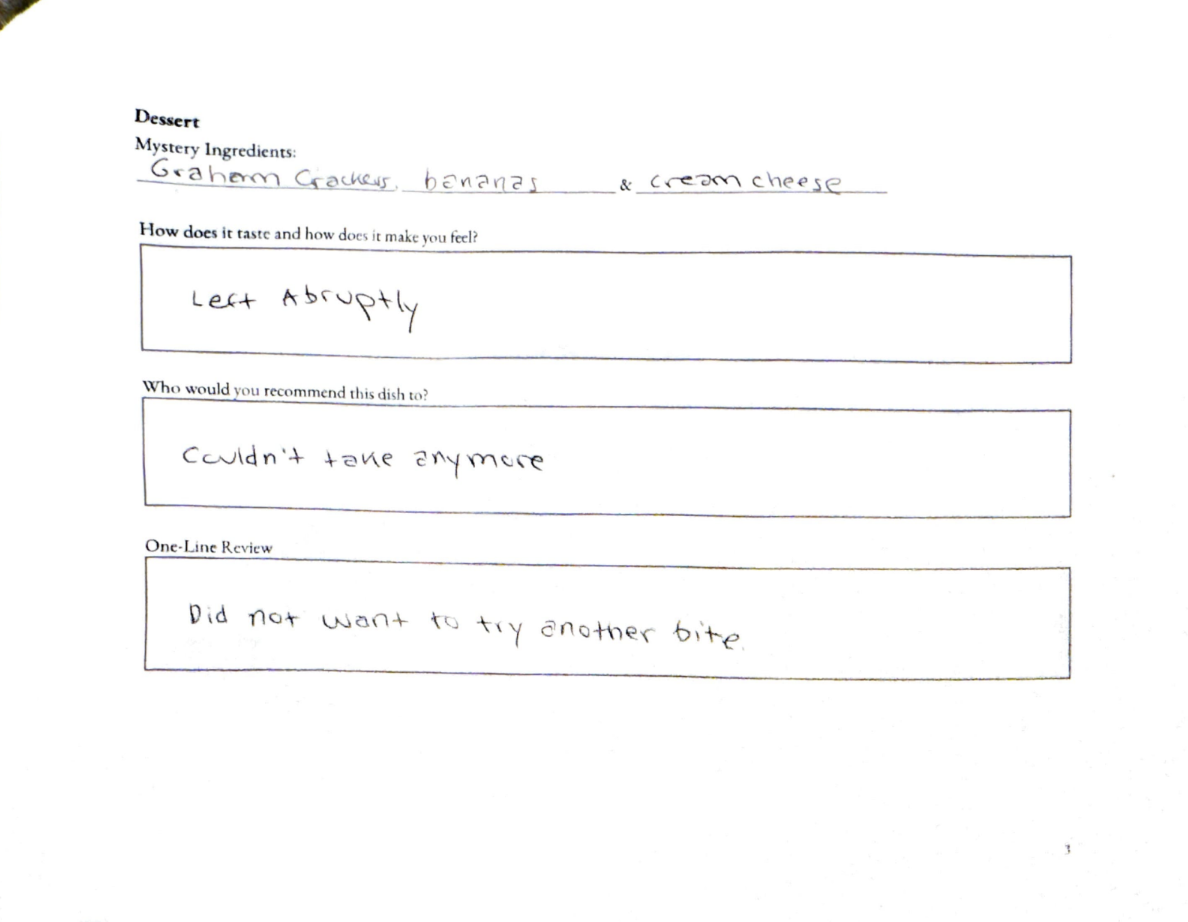 Dessert
Mystery Ingredients:
Graham Crackers, bananas & cream cheese
How does it taste and how does it make you feel?
Left Abruptly
Who would you recommend this dish to?
Couldn't take anymore
One-Line Review
Did not want to try another bite.
3